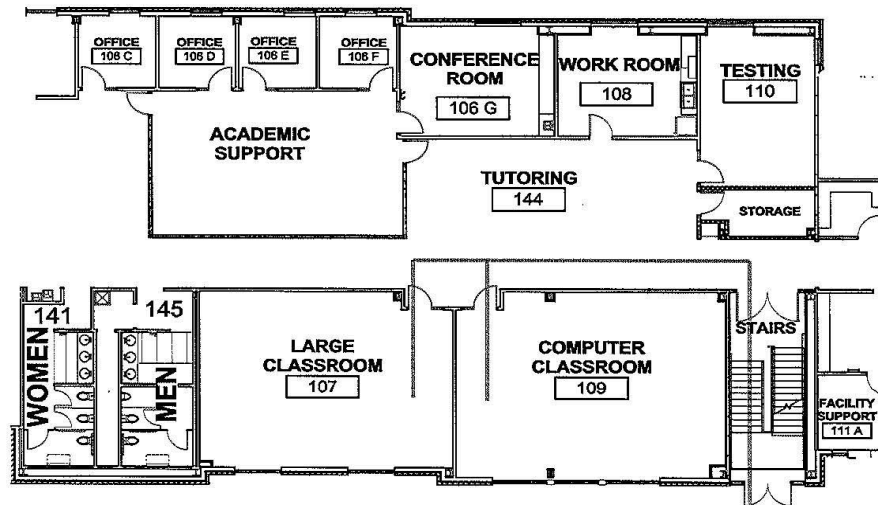 OFFICE
106 C
OFFICE
106 D
OFFICE
106 E
OFFICE
106 F
CONFERENCE
ROOM
106 G
WORK ROOM
108
TESTING
110
ACADEMIC
SUPPORT
TUTORING
144
STORAGE
141
WOMEN
145
MEN
LARGE
CLASSROOM
107
COMPUTER
CLASSROOM
109
STAIRS
FACILITY
SUPPORT
111 A